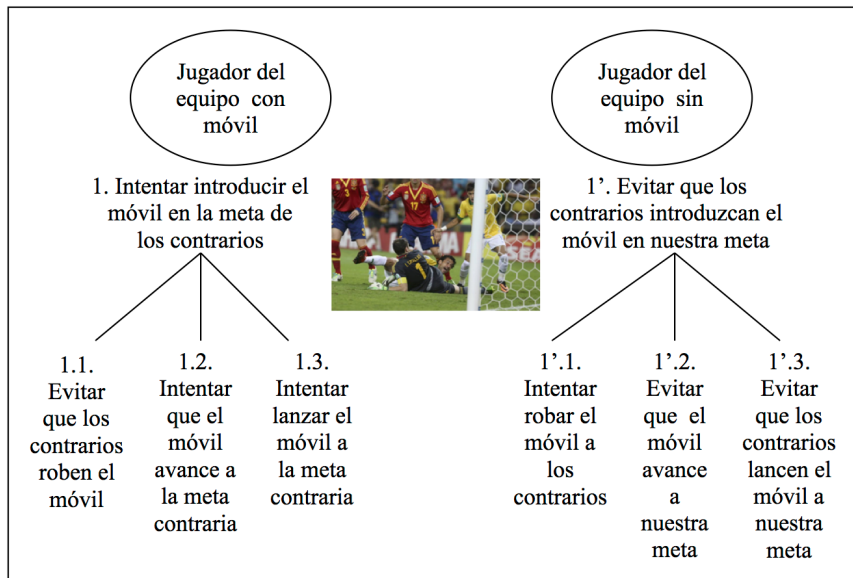 Jugador del
equipo con
móvil
Jugador del
equipo sin
móvil
1. Intentar introducir el
móvil en la meta de
los contrarios
1’. Evitar que los
contrarios introduzcan el
móvil en nuestra meta
1.1.
Evitar
que los
contrarios
roben el
móvil
1.2.
Intentar
que el
móvil
avance a
la meta
contraria
1.3.
Intentar
lanzar el
móvil a
la meta
contraria
1’.1.
Intentar
robar el
móvil a
los
contrarios
1’.2.
Evitar
que el
móvil
avance
a
nuestra
meta
1’.3.
Evitar
que los
contrarios
lancen el
móvil a
nuestra
meta
3
17
1